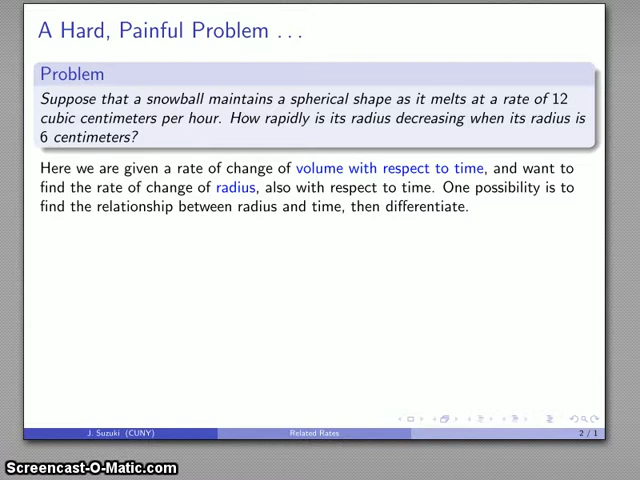 A Hard, Painful Problem . . .
Problem
Suppose that a snowball maintains a spherical shape as it melts at a rate of 12
cubic centimeters per hour. How rapidly is its radius decreasing when its radius is
6 centimeters?
Here we are given a rate of change of volume with respect to time, and want to
find the rate of change of radius, also with respect to time. One possibility is to
find the relationship between radius and time, then differentiate.
J. Suzuki (CUNY) Related Rates 2 / 1
Screencast-O-Matic.com